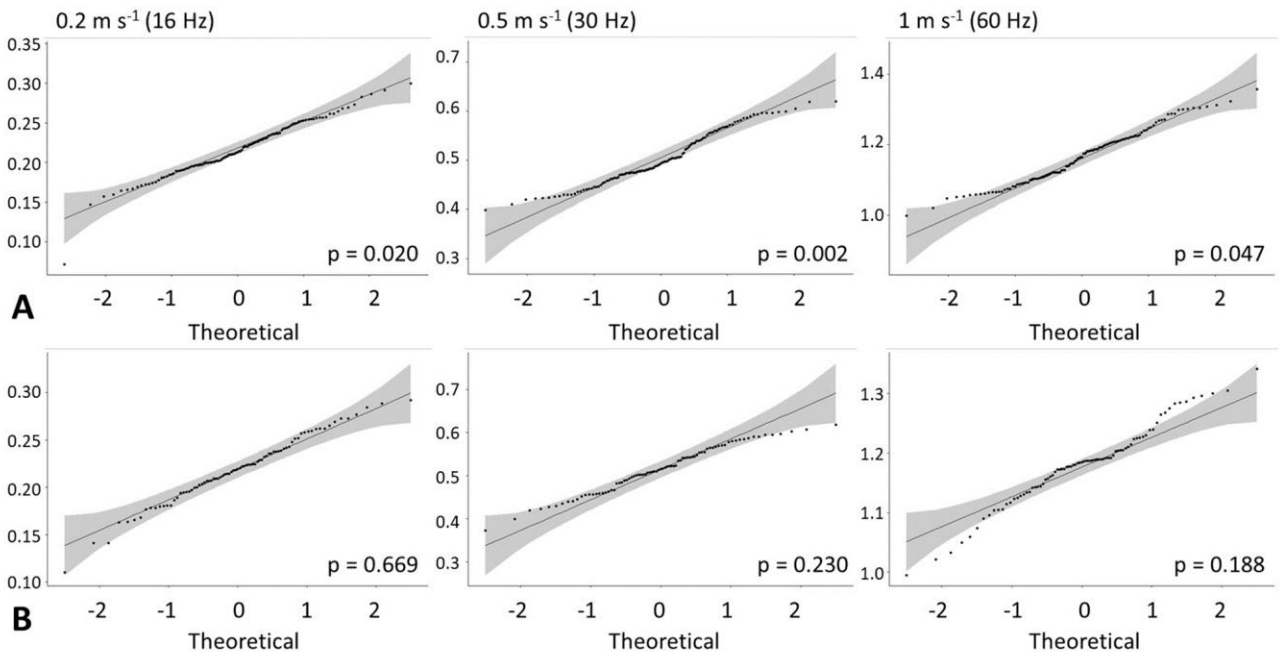 0.2 m s⁻¹ (16 Hz) 0.5 m s⁻¹ (30 Hz) 1 m s⁻¹ (60 Hz)
0.35
0.30
0.25
0.20
0.15
0.10
p = 0.020
-2 -1 0 1 2
Theoretical
0.7
0.6
0.5
0.4
0.3
p = 0.002
-2 -1 0 1 2
Theoretical
1.4
1.2
1.0
p = 0.047
-2 -1 0 1 2
Theoretical
A
0.30
0.25
0.20
0.15
0.10
p = 0.669
-2 -1 0 1 2
Theoretical
0.7
0.6
0.5
0.4
0.3
p = 0.230
-2 -1 0 1 2
Theoretical
1.3
1.2
1.1
1.0
p = 0.188
-2 -1 0 1 2
Theoretical
B